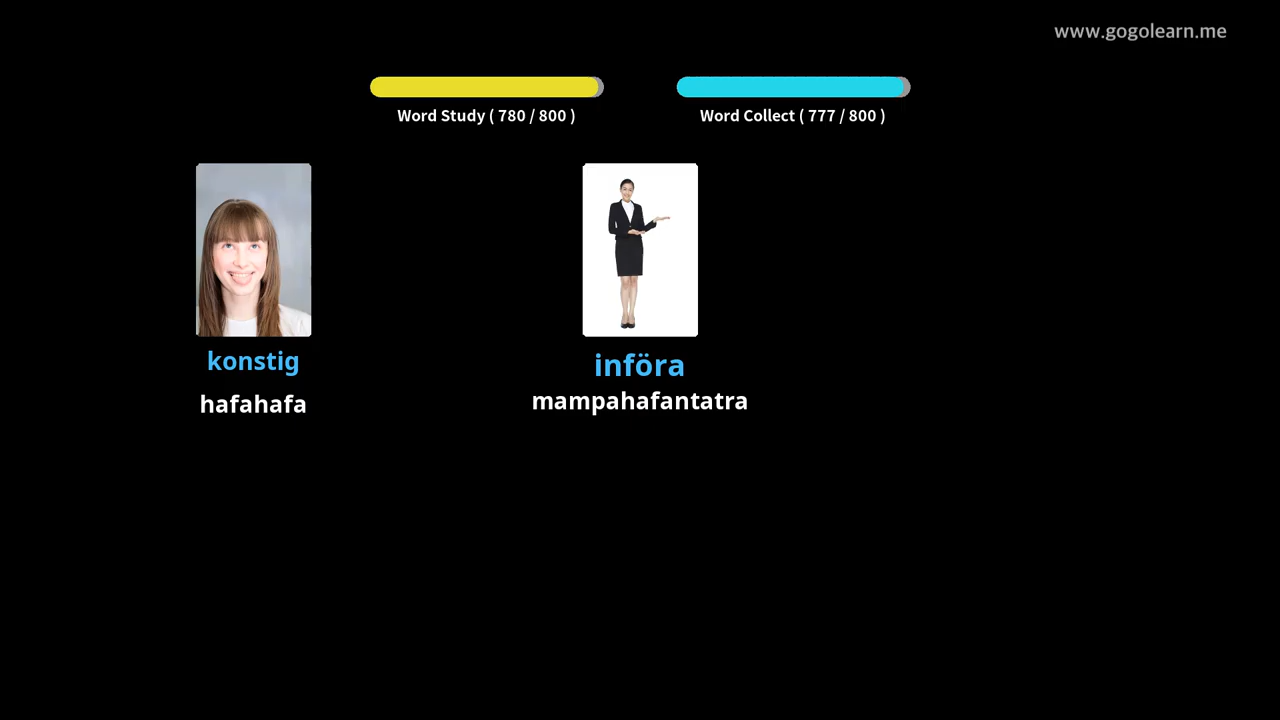 www.gogolearn.me
Word Study ( 780 / 800 )
Word Collect ( 777 / 800 )
konstig
hafahafa
införa
mampahafantatra